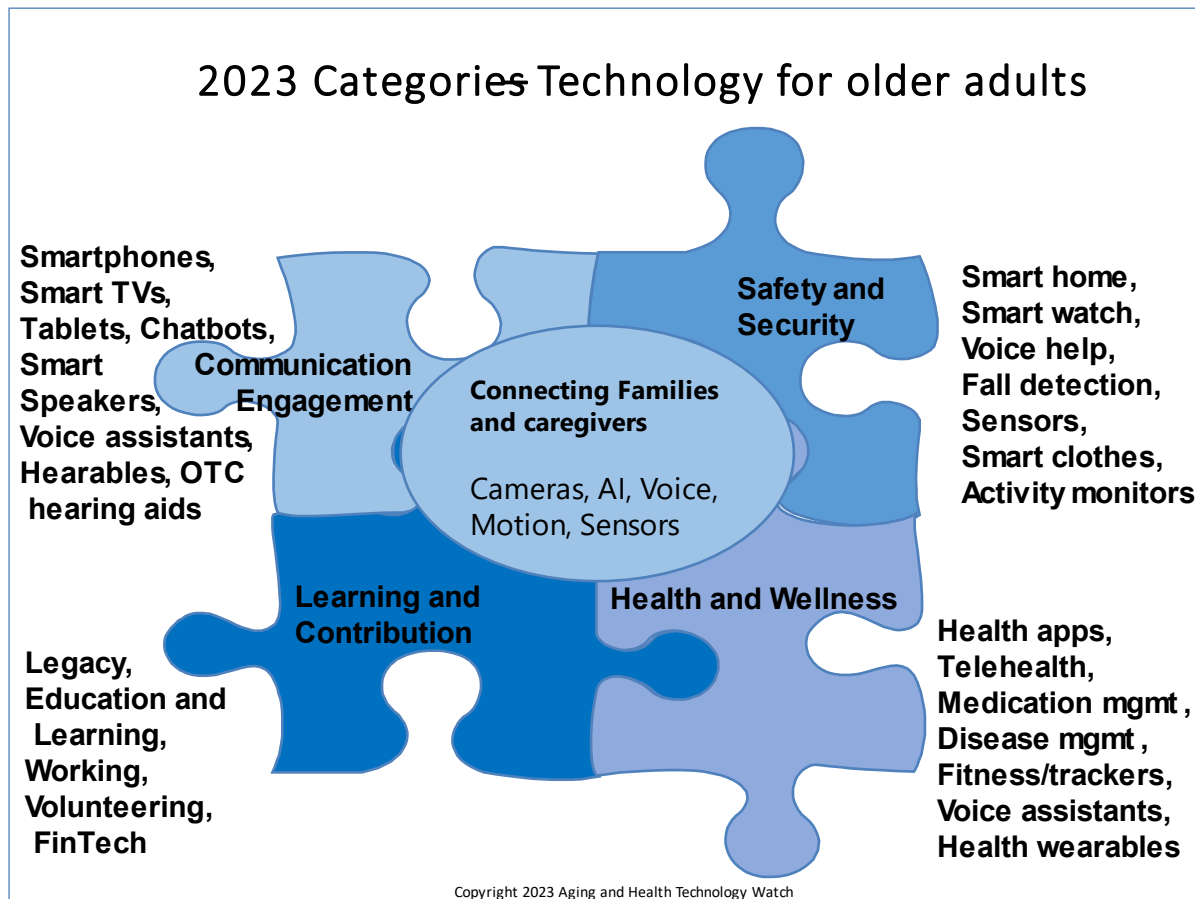 2023 Categories Technology for older adults
Smartphones,
Smart TVs,
Tablets, Chatbots,
Smart
Speakers,
Voice assistants,
Hearables, OTC
hearing aids
Communication
Engagement
Safety and
Security
Smart home,
Smart watch,
Voice help,
Fall detection,
Sensors,
Smart clothes,
Activity monitors
Connecting Families
and caregivers
Cameras, AI, Voice,
Motion, Sensors
Learning and
Contribution
Legacy,
Education and
Learning,
Working,
Volunteering,
FinTech
Health and Wellness
Health apps,
Telehealth,
Medication mgmt ,
Disease mgmt ,
Fitness/trackers,
Voice assistants,
Health wearables
Copyright 2023 Aging and Health Technology Watch